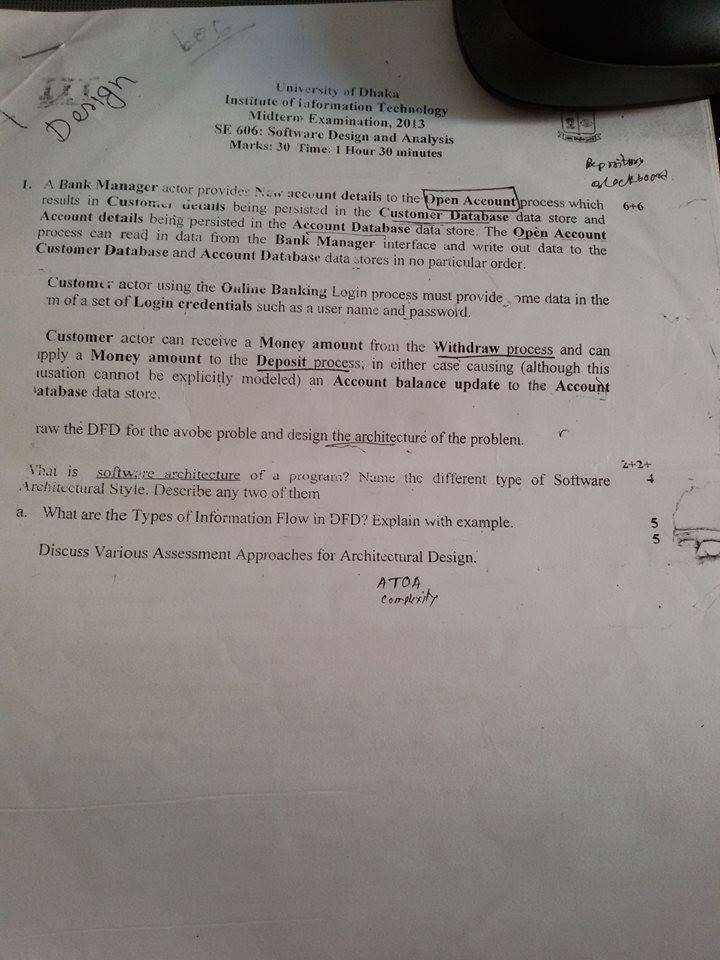 606
Design
University of Dhaka
Institute of Information Technology
Midterm Examination, 2013
SE 606: Software Design and Analysis
Marks: 30 Time: 1 Hour 30 minutes
Repository
blackboard
1. A Bank Manager actor provides New account details to the Open Account process which
results in Customer details being persisted in the Customer Database data store and 6+6
Account details being persisted in the Account Database data store. The Open Account
process can read in data from the Bank Manager interface and write out data to the
Customer Database and Account Database data stores in no particular order.
Customer actor using the Online Banking Login process must provide ome data in the
m of a set of Login credentials such as a user name and password.
Customer actor can receive a Money amount from the Withdraw process and can
pply a Money amount to the Deposit process; in either case causing (although this
usation cannot be explicitly modeled) an Account balance update to the Account
atabase data store.
raw the DFD for the avobe proble and design the architecture of the problem.
What is software architecture of a program? Name the different type of Software 2+2+
Architectural Style. Describe any two of them 4
a. What are the Types of Information Flow in DFD? Explain with example. 5
5
Discuss Various Assessment Approaches for Architectural Design.
ATOA
complexity